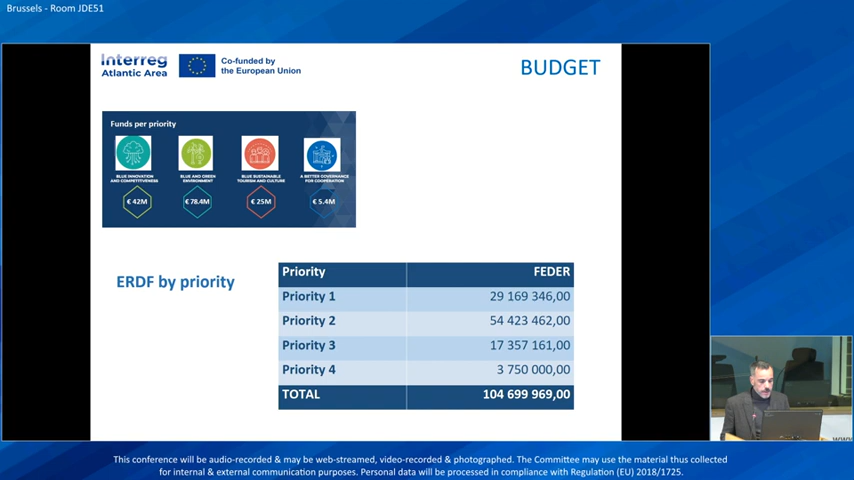 Brussels - Room JDE51
Interreg
Atlantic Area
Co-funded by
the European Union
BUDGET
Funds per priority
BLUE INNOVATION
AND COMPETITIVENESS
BLUE AND GREEN
ENVIRONMENT
BLUE SUSTAINABLE
TOURISM AND CULTURE
A BETTER GOVERNANCE
FOR COOPERATION
€ 42M
€ 78.4M
€ 25M
€ 5.4M
ERDF by priority
Priority FEDER
Priority 1 29 169 346,00
Priority 2 54 423 462,00
Priority 3 17 357 161,00
Priority 4 3 750 000,00
TOTAL 104 699 969,00
This conference will be audio-recorded & may be web-streamed, video-recorded & photographed. The Committee may use the material thus collected
for internal & external communication purposes. Personal data will be processed in compliance with Regulation (EU) 2018/1725.